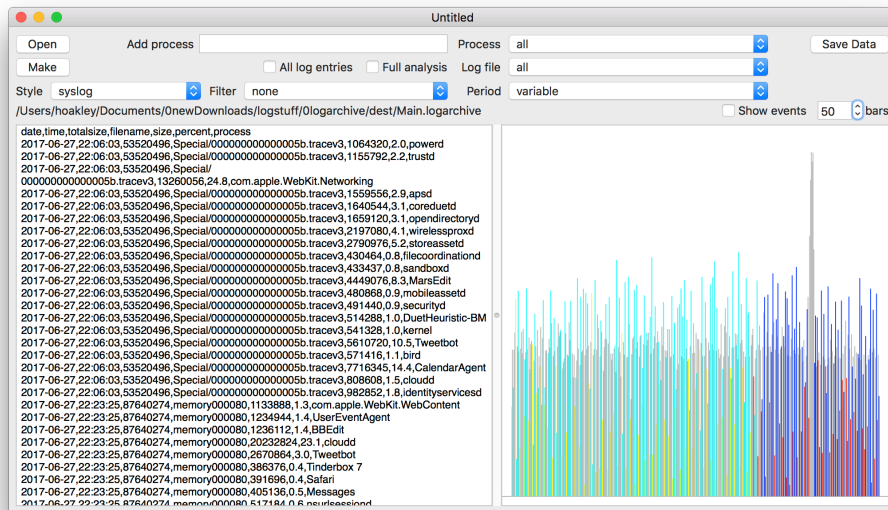 Untitled
Open Add process Process all Save Data
Make All log entries Full analysis Log file all
Style syslog Filter none Period variable
/Users/hoakley/Documents/0newDownloads/logstuff/0logarchive/dest/Main.logarchive Show events 50 bars
date,time,totalsize,filename,size,percent,process
2017-06-27,22:06:03,53520496,Special/000000000000005b.tracev3,1064320,2.0,powerd
2017-06-27,22:06:03,53520496,Special/000000000000005b.tracev3,1155792,2.2,trustd
2017-06-27,22:06:03,53520496,Special/
000000000000005b.tracev3,13260056,24.8,com.apple.WebKit.Networking
2017-06-27,22:06:03,53520496,Special/000000000000005b.tracev3,1559556,2.9,apsd
2017-06-27,22:06:03,53520496,Special/000000000000005b.tracev3,1640544,3.1,coreduetd
2017-06-27,22:06:03,53520496,Special/000000000000005b.tracev3,1659120,3.1,opendirectoryd
2017-06-27,22:06:03,53520496,Special/000000000000005b.tracev3,2197080,4.1,wirelessproxd
2017-06-27,22:06:03,53520496,Special/000000000000005b.tracev3,2790976,5.2,storeassetd
2017-06-27,22:06:03,53520496,Special/000000000000005b.tracev3,430464,0.8,filecoordinationd
2017-06-27,22:06:03,53520496,Special/000000000000005b.tracev3,433437,0.8,sandboxd
2017-06-27,22:06:03,53520496,Special/000000000000005b.tracev3,4449076,8.3,MarsEdit
2017-06-27,22:06:03,53520496,Special/000000000000005b.tracev3,480868,0.9,mobileassetd
2017-06-27,22:06:03,53520496,Special/000000000000005b.tracev3,491440,0.9,securityd
2017-06-27,22:06:03,53520496,Special/000000000000005b.tracev3,514288,1.0,DuetHeuristic-BM
2017-06-27,22:06:03,53520496,Special/000000000000005b.tracev3,541328,1.0,kernel
2017-06-27,22:06:03,53520496,Special/000000000000005b.tracev3,5610720,10.5,Tweetbot
2017-06-27,22:06:03,53520496,Special/000000000000005b.tracev3,571416,1.1,bird
2017-06-27,22:06:03,53520496,Special/000000000000005b.tracev3,7716345,14.4,CalendarAgent
2017-06-27,22:06:03,53520496,Special/000000000000005b.tracev3,808608,1.5,cloudd
2017-06-27,22:06:03,53520496,Special/000000000000005b.tracev3,982852,1.8,identityservicesd
2017-06-27,22:23:25,87640274,memory000080,1133888,1.3,com.apple.WebKit.WebContent
2017-06-27,22:23:25,87640274,memory000080,1234944,1.4,UserEventAgent
2017-06-27,22:23:25,87640274,memory000080,1236112,1.4,BBEdit
2017-06-27,22:23:25,87640274,memory000080,20232824,23.1,cloudd
2017-06-27,22:23:25,87640274,memory000080,2670864,3.0,Tweetbot
2017-06-27,22:23:25,87640274,memory000080,386376,0.4,Tinderbox 7
2017-06-27,22:23:25,87640274,memory000080,391696,0.4,Safari
2017-06-27,22:23:25,87640274,memory000080,405136,0.5,Messages
2017-06-27,22:23:25,87640274,memory000080,517184,0.6,nsurlsessiond